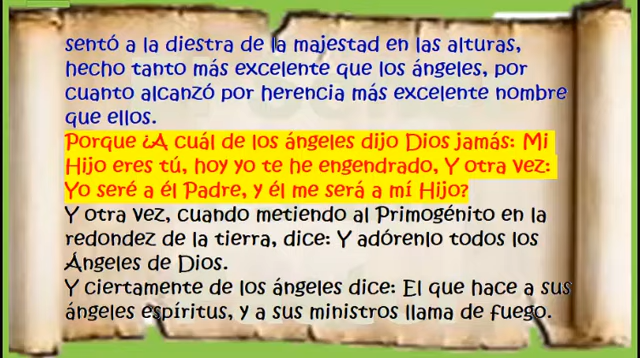 sentó a la diestra de la majestad en las alturas,
hecho tanto más excelente que los ángeles, por
cuanto alcanzó por herencia más excelente nombre
que ellos.
Porque ¿A cuál de los ángeles dijo Dios jamás: Mi
Hijo eres tú, hoy yo te he engendrado, Y otra vez:
Yo seré a él Padre, y él me será a mí Hijo?
Y otra vez, cuando metiendo al Primogénito en la
redondez de la tierra, dice: Y adórenlo todos los
Ángeles de Dios.
Y ciertamente de los ángeles dice: El que hace a sus
ángeles espíritus, y a sus ministros llama de fuego.